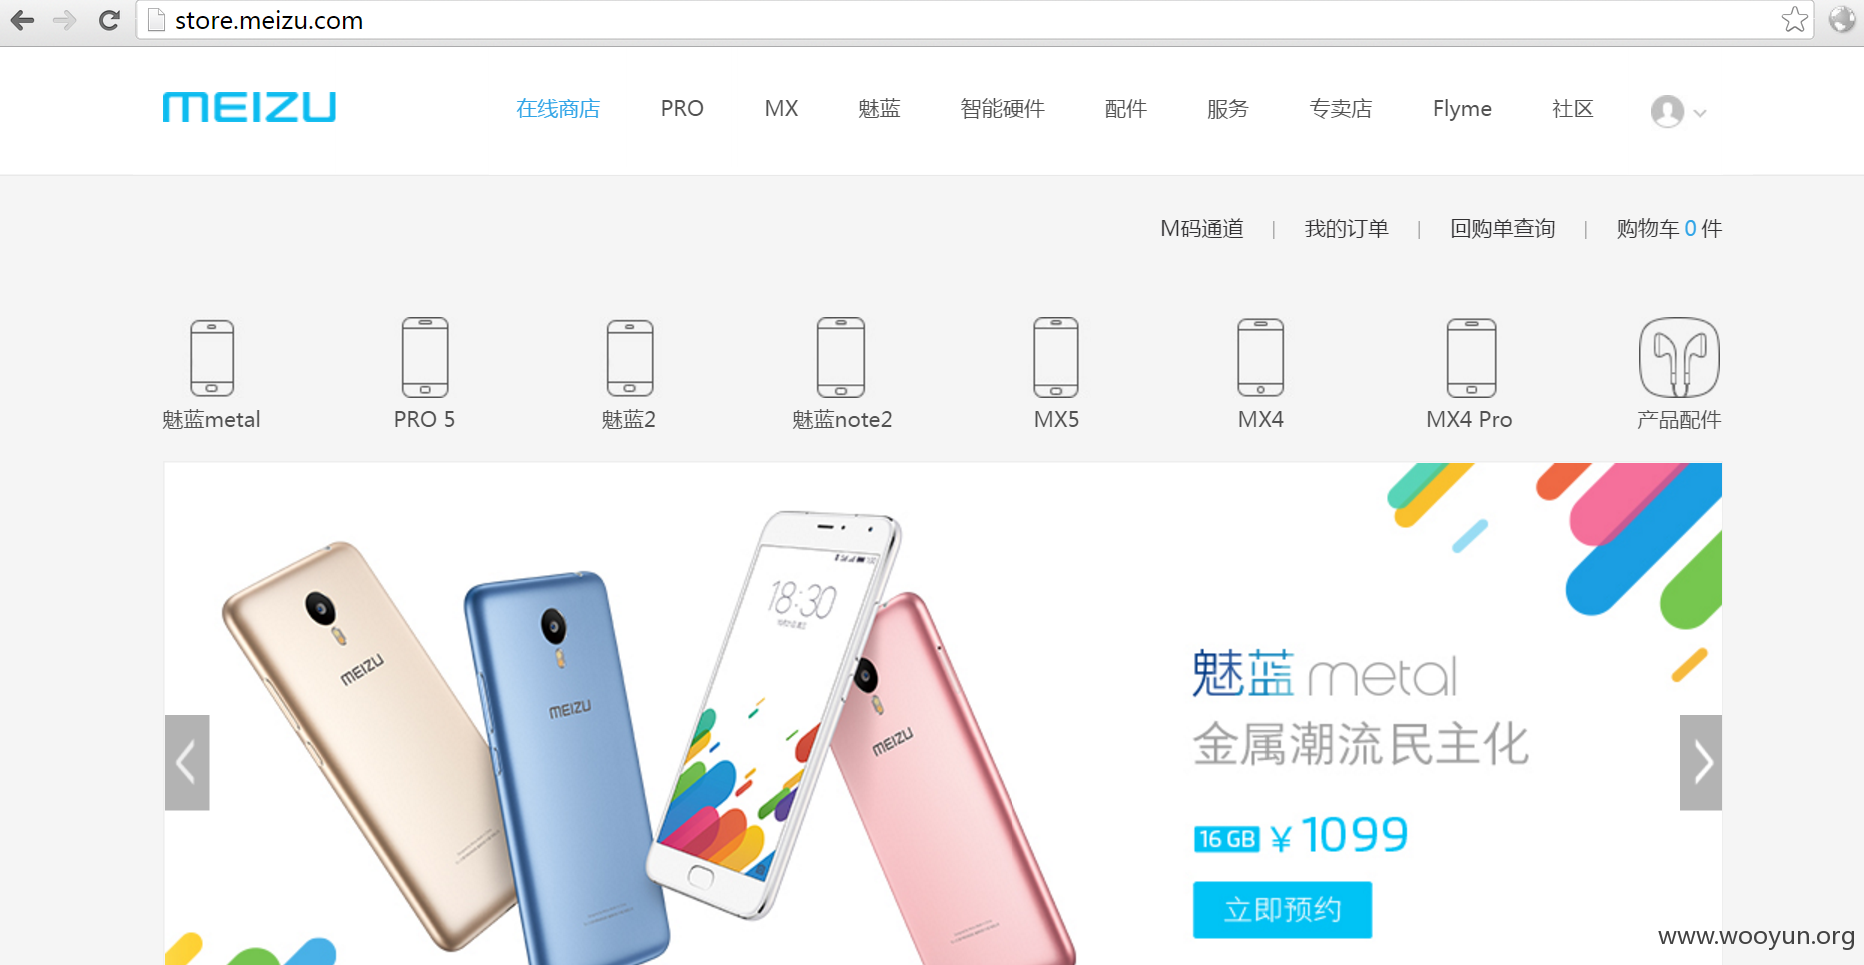 store.meizu.com
MEIZU 在线商店 PRO MX 魅蓝 智能硬件 配件 服务 专卖店 Flyme 社区
M码通道 | 我的订单 | 回购单查询 | 购物车 0 件
魅蓝metal PRO 5 魅蓝2 魅蓝note2 MX5 MX4 MX4 Pro 产品配件
18:30
MEIZU
MEIZU
MEIZU
魅蓝 metal
金属潮流民主化
16 GB ¥ 1099
立即预约
www.wooyun.org